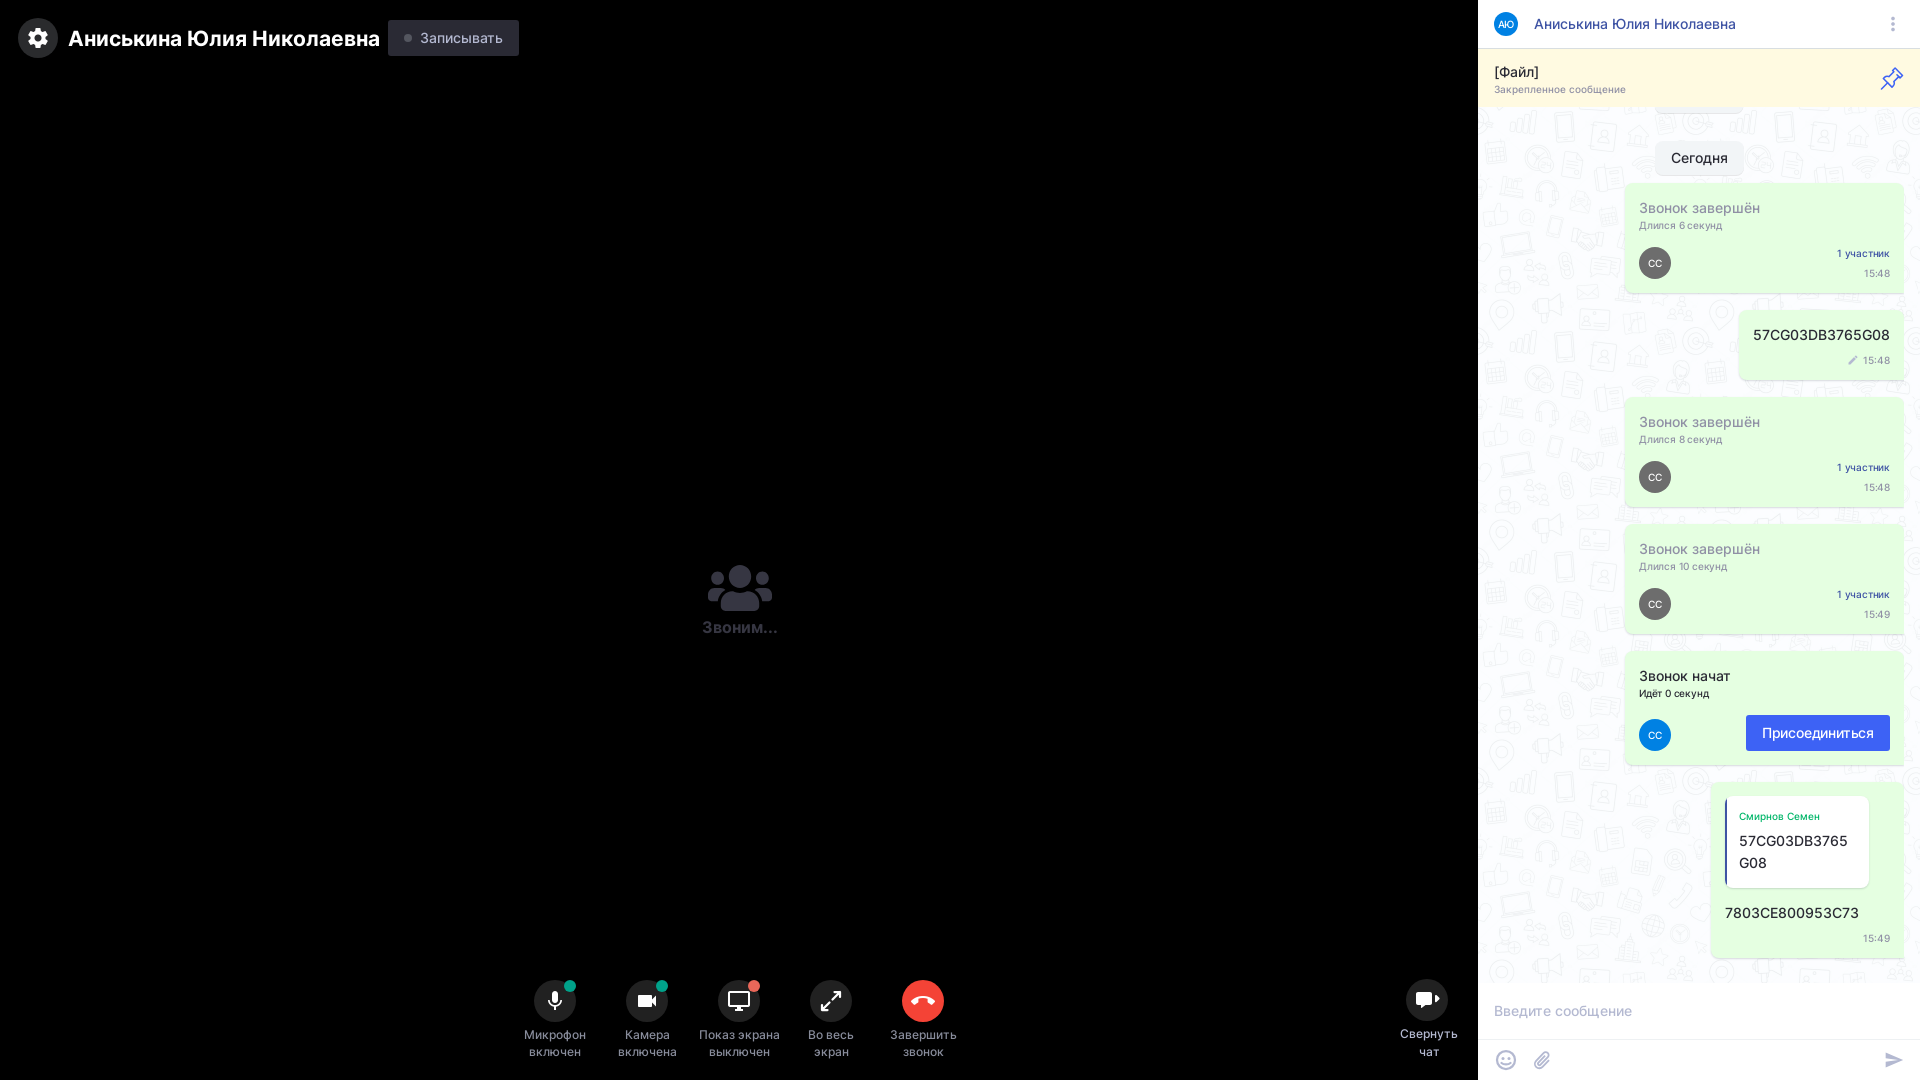 Аниськина Юлия Николаевна
Записывать
Звоним...
Микрофон
включен
Камера
включена
Показ экрана
выключен
Во весь
экран
Завершить
звонок
Свернуть
чат
АЮ
Аниськина Юлия Николаевна
[Файл]
Закрепленное сообщение
Сегодня
Звонок завершён
Длился 6 секунд
СС
1 участник
15:48
57CG03DB3765G08
15:48
Звонок завершён
Длился 8 секунд
СС
1 участник
15:48
Звонок завершён
Длился 10 секунд
СС
1 участник
15:49
Звонок начат
Идёт 0 секунд
СС
Присоединиться
Смирнов Семен
57CG03DB3765
G08
7803CE800953C73
15:49
Введите сообщение